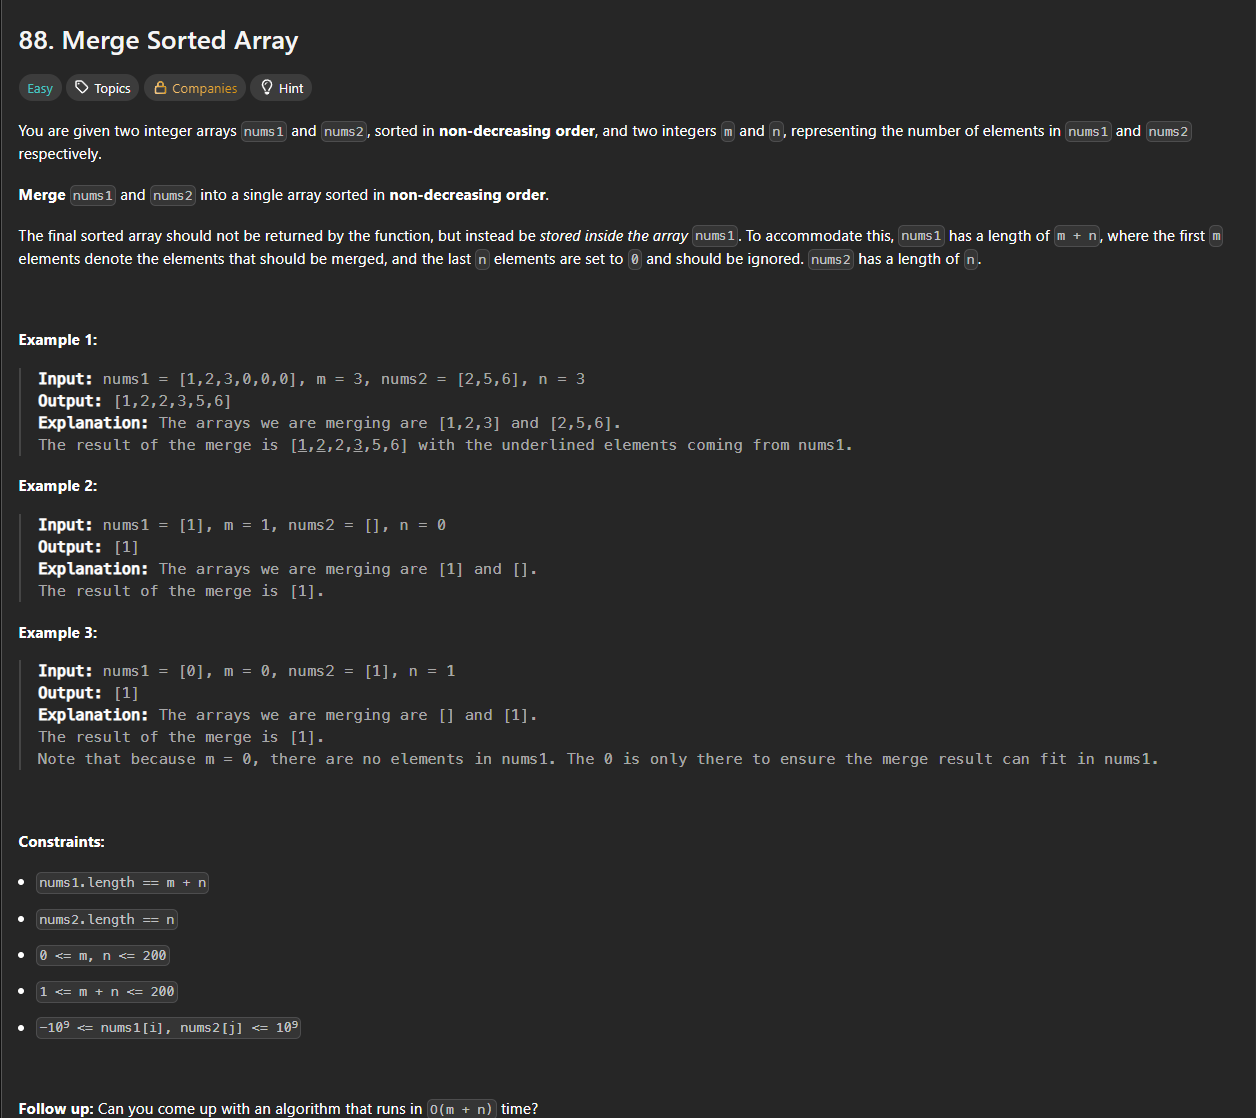 88. Merge Sorted Array
Easy Topics Companies Hint
You are given two integer arrays nums1 and nums2, sorted in non-decreasing order, and two integers m and n, representing the number of elements in nums1 and nums2
respectively.
Merge nums1 and nums2 into a single array sorted in non-decreasing order.
The final sorted array should not be returned by the function, but instead be stored inside the array nums1. To accommodate this, nums1 has a length of m + n, where the first m
elements denote the elements that should be merged, and the last n elements are set to 0 and should be ignored. nums2 has a length of n.
Example 1:
Input: nums1 = [1,2,3,0,0,0], m = 3, nums2 = [2,5,6], n = 3
Output: [1,2,2,3,5,6]
Explanation: The arrays we are merging are [1,2,3] and [2,5,6].
The result of the merge is [1,2,2,3,5,6] with the underlined elements coming from nums1.
Example 2:
Input: nums1 = [1], m = 1, nums2 = [], n = 0
Output: [1]
Explanation: The arrays we are merging are [1] and [].
The result of the merge is [1].
Example 3:
Input: nums1 = [0], m = 0, nums2 = [1], n = 1
Output: [1]
Explanation: The arrays we are merging are [] and [1].
The result of the merge is [1].
Note that because m = 0, there are no elements in nums1. The 0 is only there to ensure the merge result can fit in nums1.
Constraints:
• nums1.length == m + n
• nums2.length == n
• 0 <= m, n <= 200
• 1 <= m + n <= 200
• -10⁹ <= nums1[i], nums2[j] <= 10⁹
Follow up: Can you come up with an algorithm that runs in O(m + n) time?